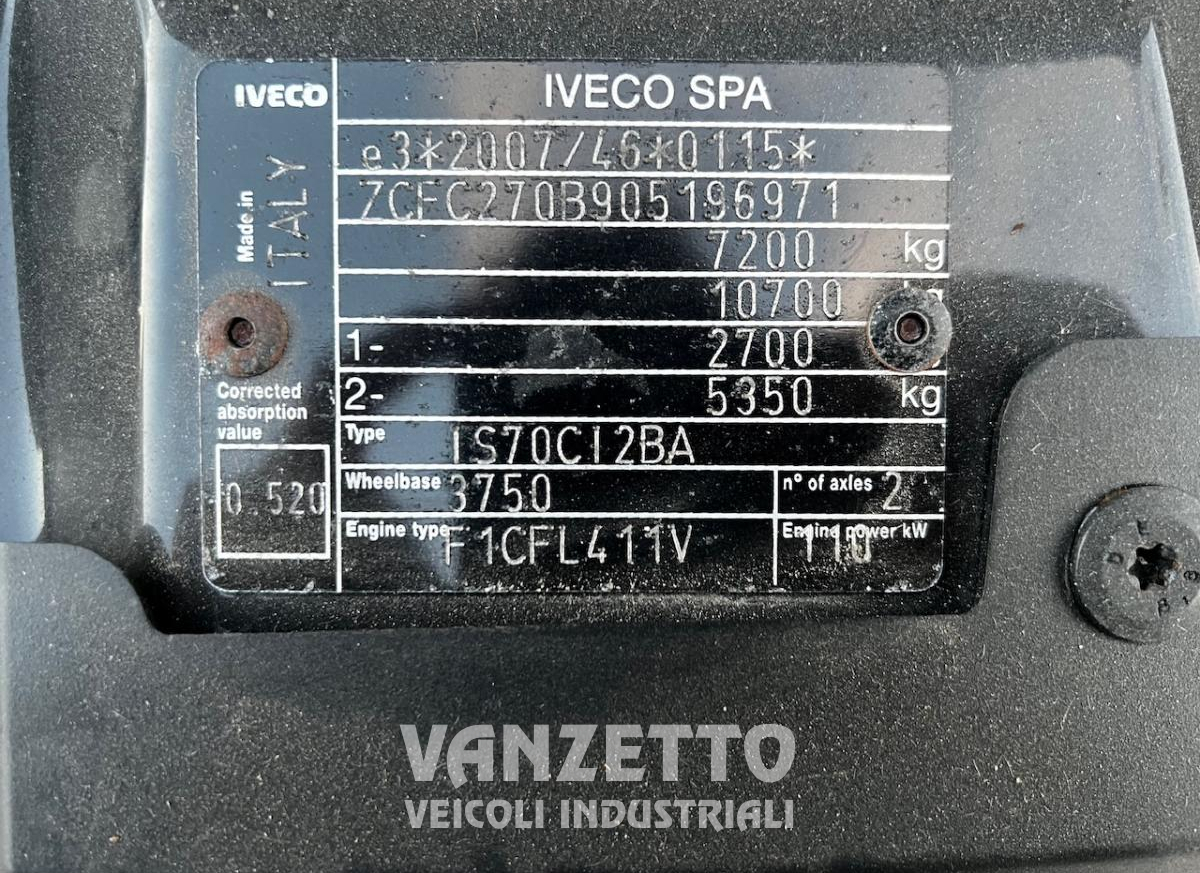 IVECO
IVECO SPA
Made in
ITALY
e3*2007/46*0115*
ZCFC270B905196971
7200 kg
10700
1- 2700
2- 5350 kg
Corrected
absorption
value
0.520
Type IS70CI2BA
Wheelbase 3750
n° of axles 2
Engine type F1CFL411V
Engine power kW
110
VANZETTO
VEICOLI INDUSTRIALI